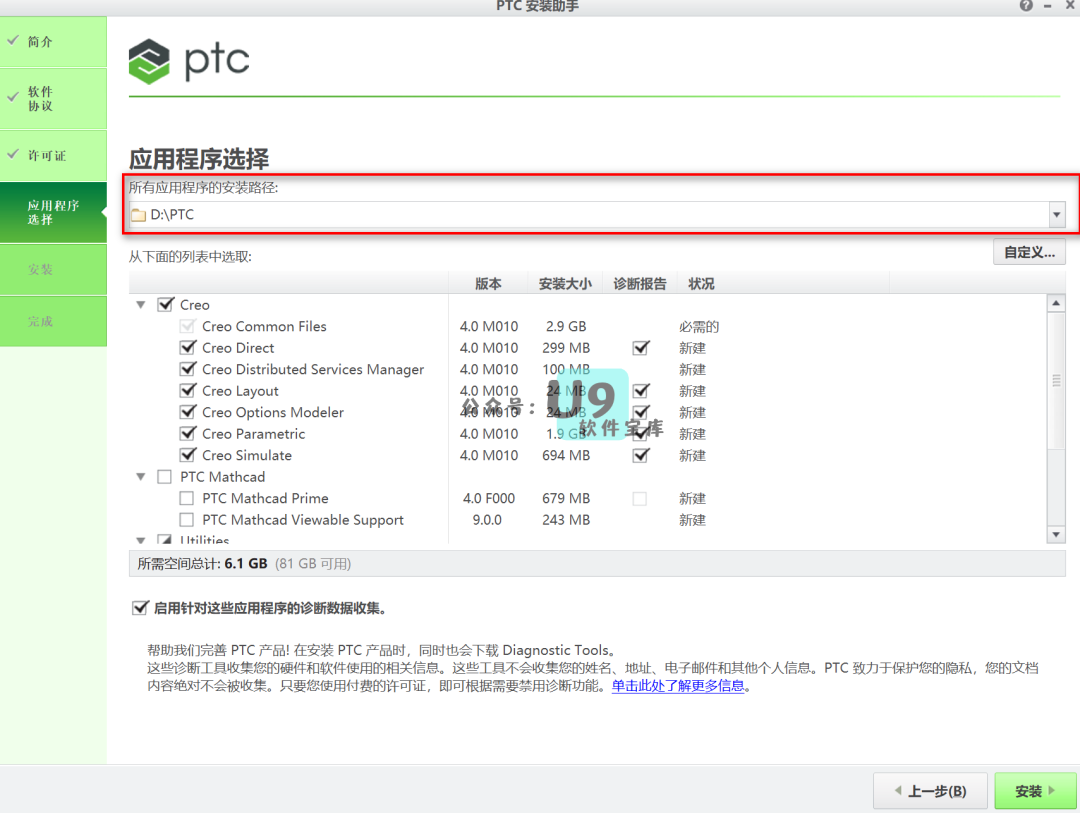 PTC 安装助手
简介
软件
协议
许可证
应用程序
选择
安装
完成
ptc
应用程序选择
所有应用程序的安装路径:
D:\PTC
从下面的列表中选取:
自定义...
版本 安装大小 诊断报告 状况
Creo
Creo Common Files 4.0 M010 2.9 GB 必需的
Creo Direct 4.0 M010 299 MB 新建
Creo Distributed Services Manager 4.0 M010 100 MB 新建
Creo Layout 4.0 M010 24 MB 新建
Creo Options Modeler 4.0 M010 24 MB 新建
Creo Parametric 4.0 M010 1.9 GB 新建
Creo Simulate 4.0 M010 694 MB 新建
公众号: U9
软件宝库
PTC Mathcad
PTC Mathcad Prime 4.0 F000 679 MB 新建
PTC Mathcad Viewable Support 9.0.0 243 MB 新建
Utilities
所需空间总计: 6.1 GB (81 GB 可用)
启用针对这些应用程序的诊断数据收集。
帮助我们完善 PTC 产品! 在安装 PTC 产品时，同时也会下载 Diagnostic Tools。
这些诊断工具收集您的硬件和软件使用的相关信息。这些工具不会收集您的姓名、地址、电子邮件和其他个人信息。PTC 致力于保护您的隐私，您的文档
内容绝对不会被收集。只要您使用付费的许可证，即可根据需要禁用诊断功能。单击此处了解更多信息。
上一步(B)
安装